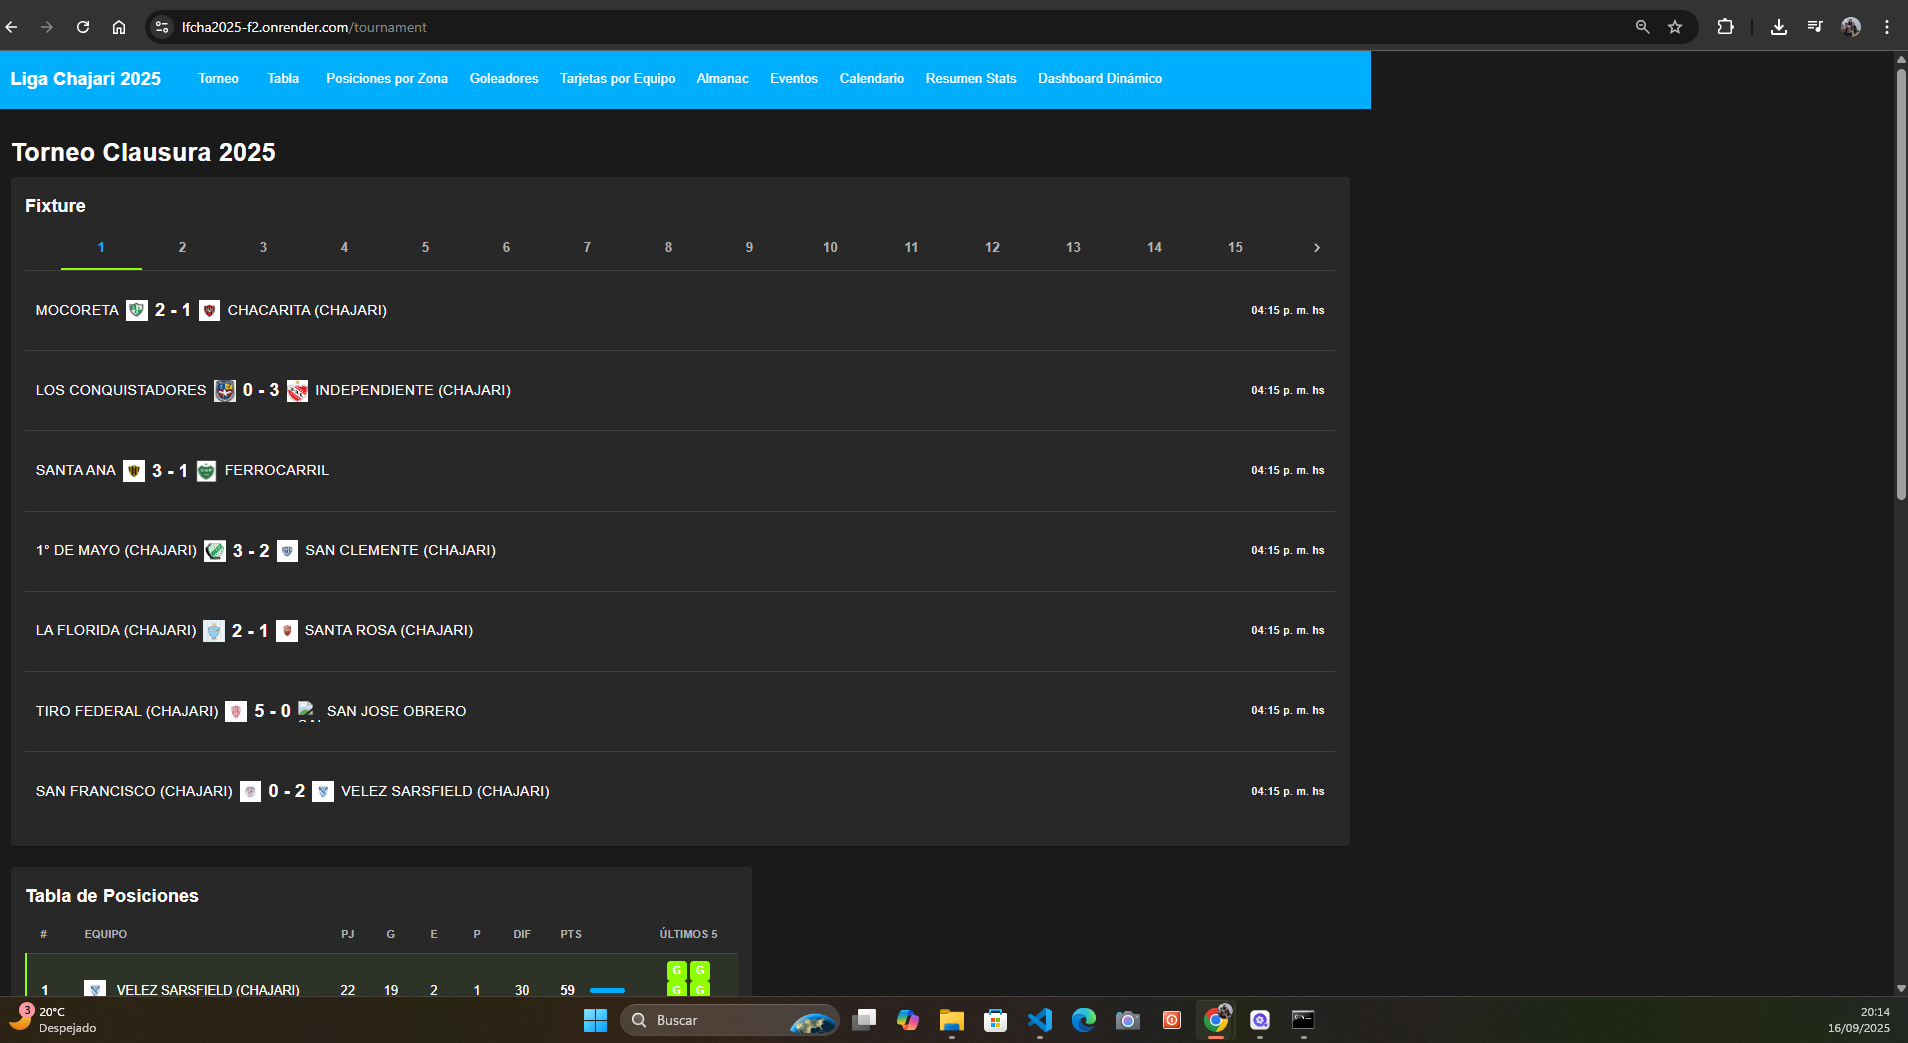 lfcha2025-f2.onrender.com/tournament
Liga Chajari 2025 Torneo Tabla Posiciones por Zona Goleadores Tarjetas por Equipo Almanac Eventos Calendario Resumen Stats Dashboard Dinámico
Torneo Clausura 2025
Fixture
1 2 3 4 5 6 7 8 9 10 11 12 13 14 15
MOCORETA 2 - 1 CHACARITA (CHAJARI) 04:15 p. m. hs
LOS CONQUISTADORES 0 - 3 INDEPENDIENTE (CHAJARI) 04:15 p. m. hs
SANTA ANA 3 - 1 FERROCARRIL 04:15 p. m. hs
1° DE MAYO (CHAJARI) 3 - 2 SAN CLEMENTE (CHAJARI) 04:15 p. m. hs
LA FLORIDA (CHAJARI) 2 - 1 SANTA ROSA (CHAJARI) 04:15 p. m. hs
TIRO FEDERAL (CHAJARI) 5 - 0 SAN JOSE OBRERO 04:15 p. m. hs
SAN FRANCISCO (CHAJARI) 0 - 2 VELEZ SARSFIELD (CHAJARI) 04:15 p. m. hs
Tabla de Posiciones
# EQUIPO PJ G E P DIF PTS ÚLTIMOS 5
G G
1 VELEZ SARSFIELD (CHAJARI) 22 19 2 1 30 59 G G
3 20°C
Despejado
Buscar
20:14
16/09/2025